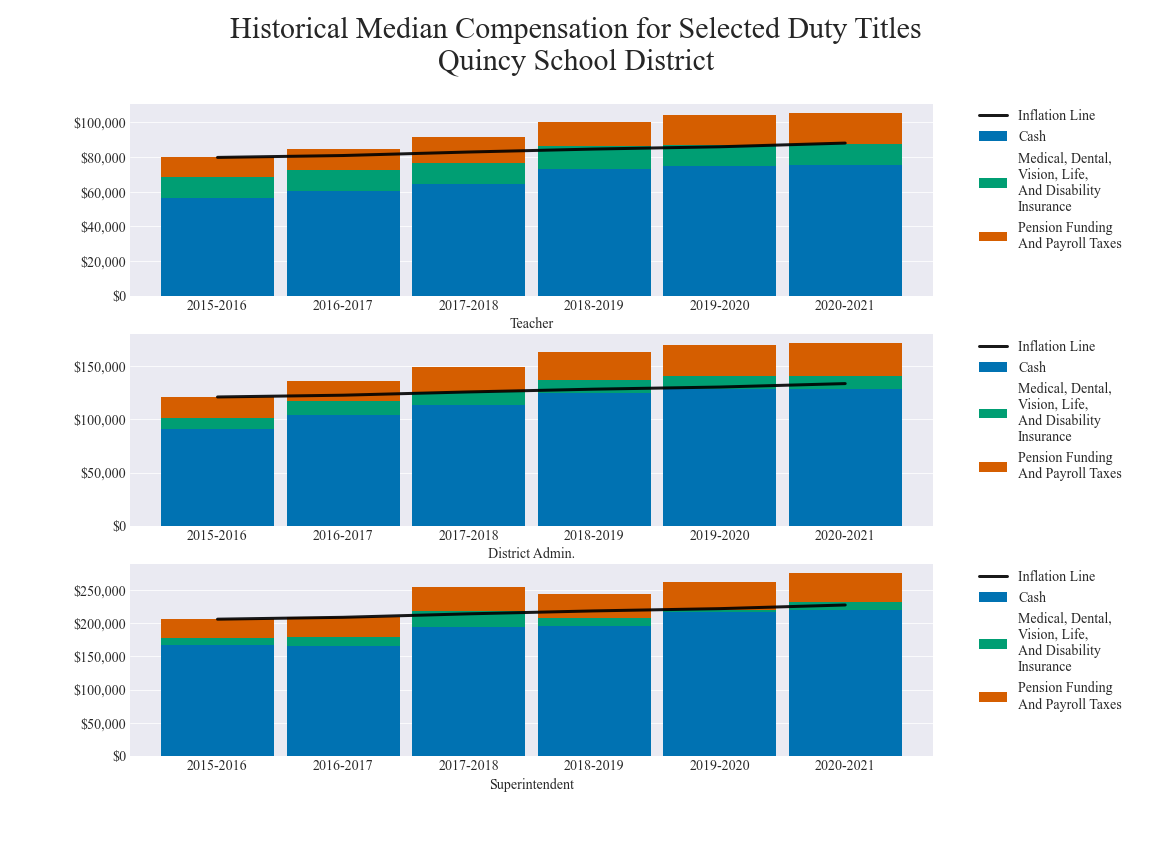 Historical Median Compensation for Selected Duty Titles
Quincy School District
$100,000
$80,000
$60,000
$40,000
$20,000
$0
2015-2016 2016-2017 2017-2018 2018-2019 2019-2020 2020-2021
Teacher
Inflation Line
Cash
Medical, Dental,
Vision, Life,
And Disability
Insurance
Pension Funding
And Payroll Taxes
$150,000
$100,000
$50,000
$0
2015-2016 2016-2017 2017-2018 2018-2019 2019-2020 2020-2021
District Admin.
Inflation Line
Cash
Medical, Dental,
Vision, Life,
And Disability
Insurance
Pension Funding
And Payroll Taxes
$250,000
$200,000
$150,000
$100,000
$50,000
$0
2015-2016 2016-2017 2017-2018 2018-2019 2019-2020 2020-2021
Superintendent
Inflation Line
Cash
Medical, Dental,
Vision, Life,
And Disability
Insurance
Pension Funding
And Payroll Taxes